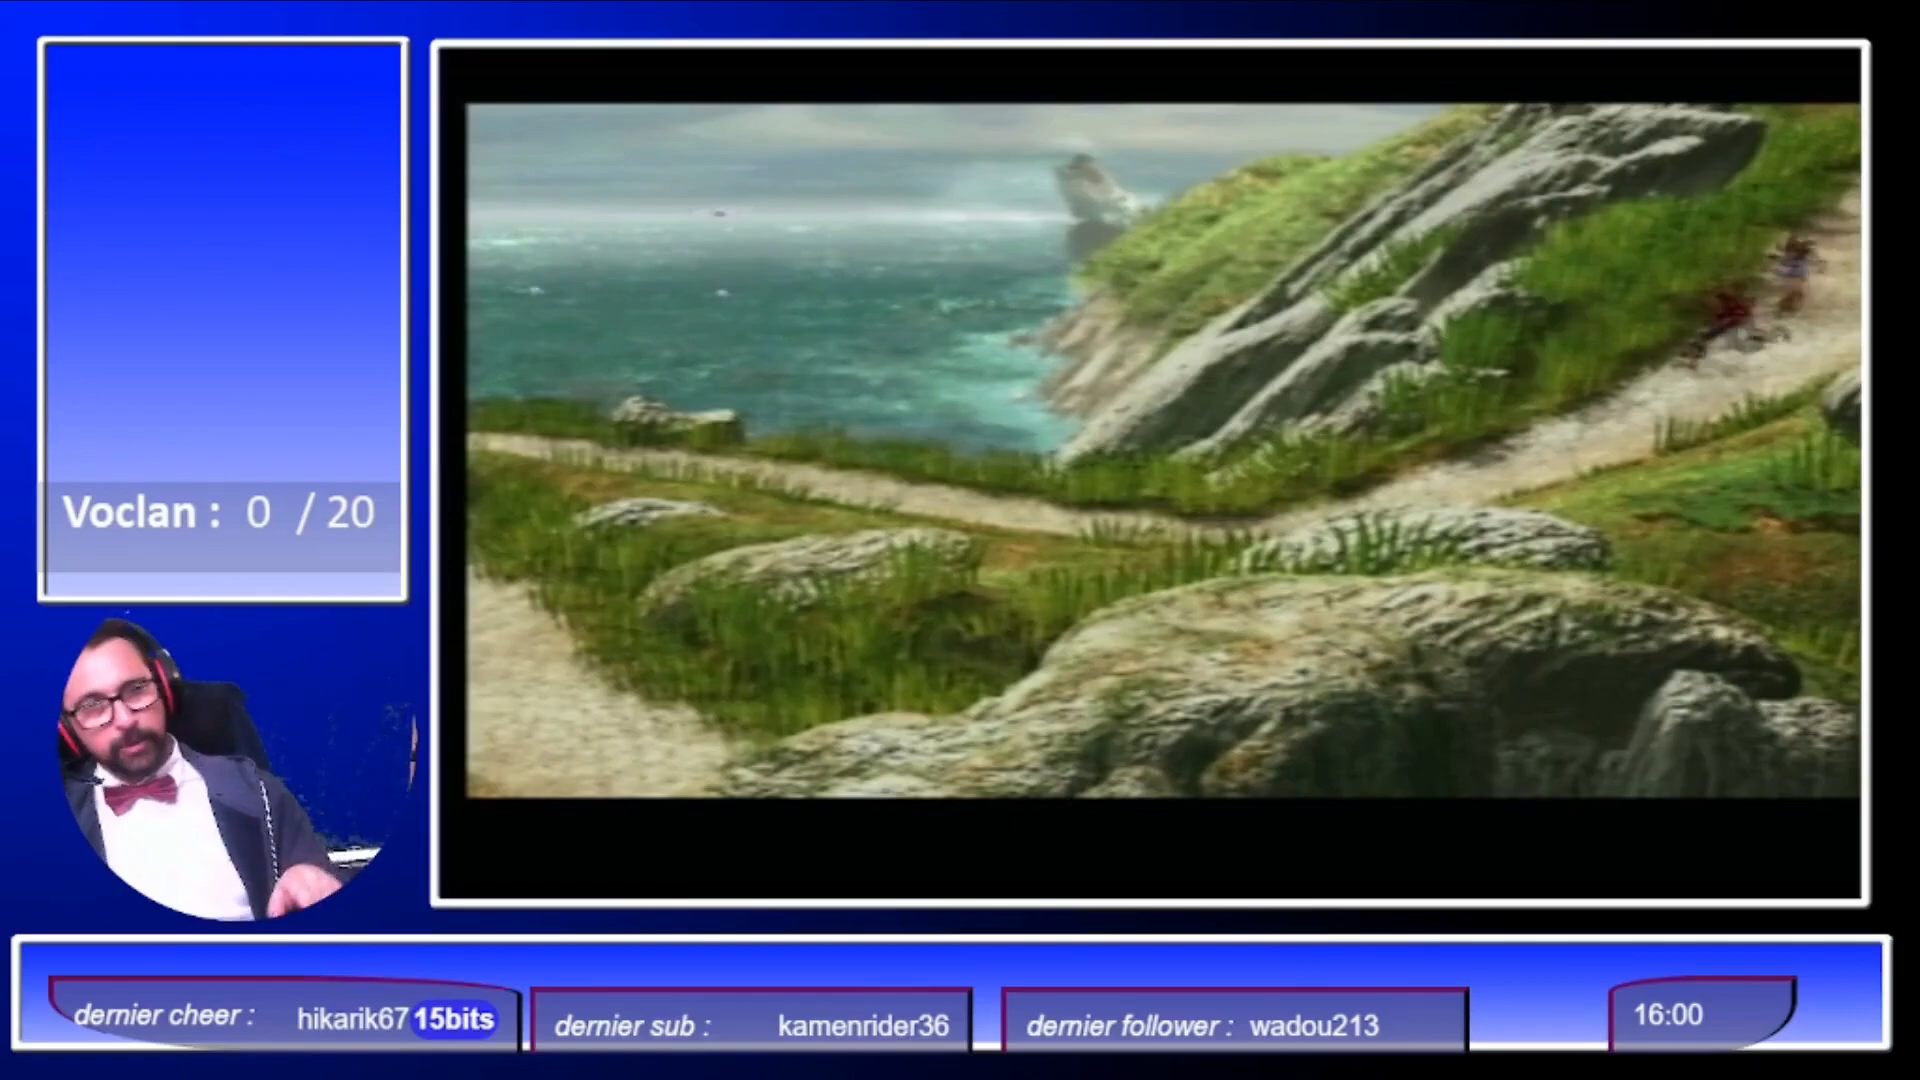 Voclan : 0 / 20
dernier cheer : hikarik67 15bits
dernier sub : kamenrider36
dernier follower : wadou213
16:00